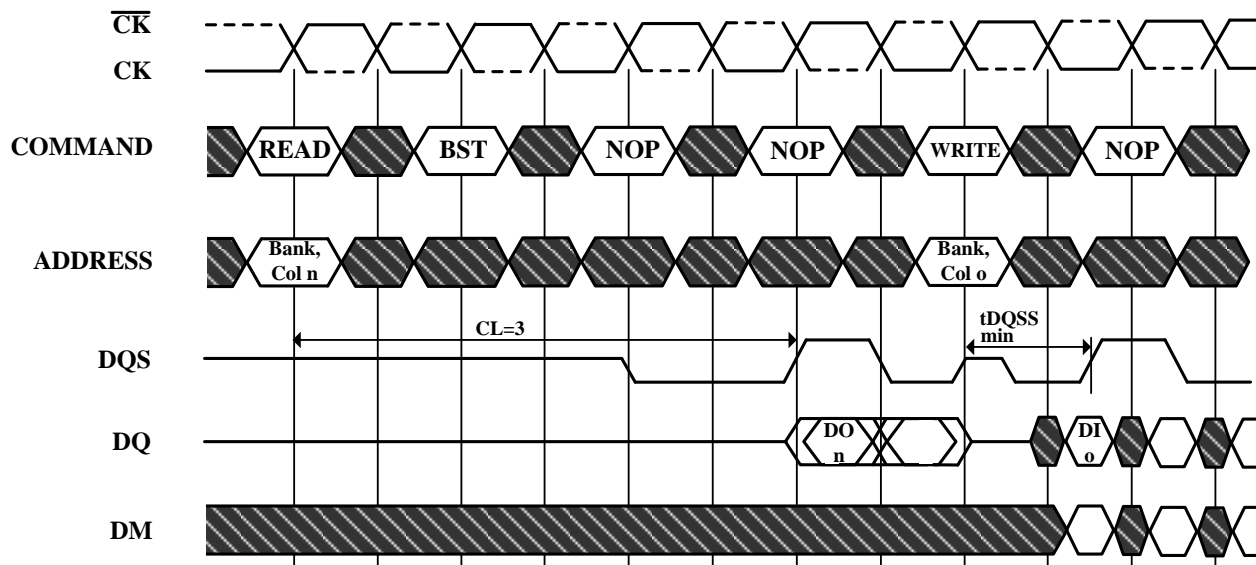 CK
CK
COMMAND
READ
BST
NOP
NOP
WRITE
NOP
ADDRESS
Bank,
Col n
Bank,
Col o
DQS
CL=3
tDQSS
min
DQ
DO
n
DI
o
DM